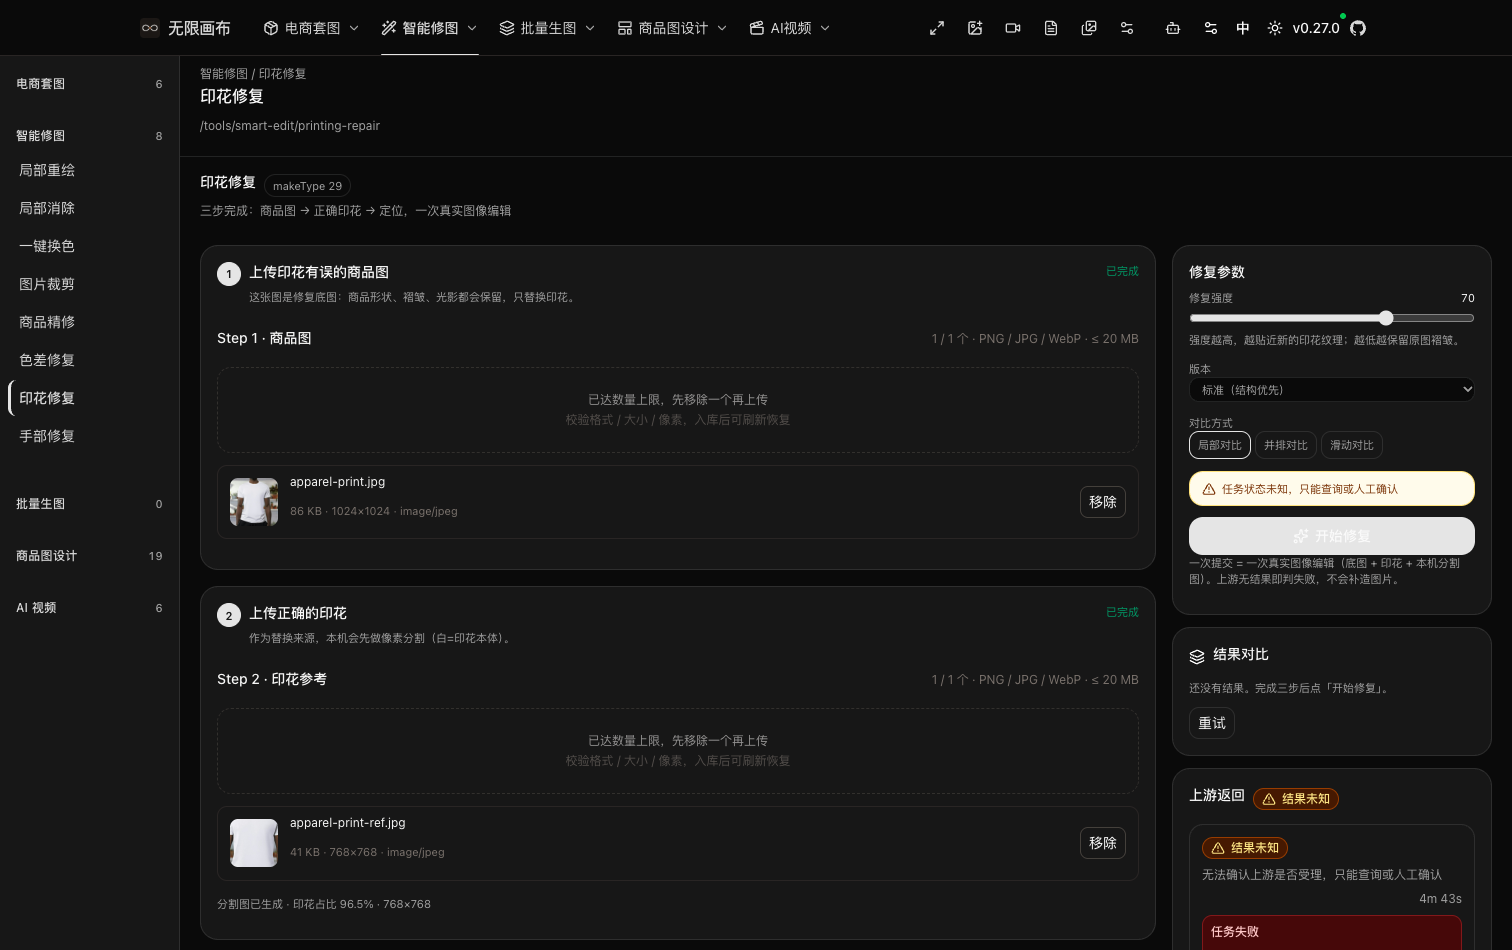 无限画布
电商套图
智能修图
批量生图
商品图设计
AI视频
中
v0.27.0
电商套图 6
智能修图 8
局部重绘
局部消除
一键换色
图片裁剪
商品精修
色差修复
印花修复
手部修复
批量生图 0
商品图设计 19
AI 视频 6
智能修图 / 印花修复
印花修复
/tools/smart-edit/printing-repair
印花修复 makeType 29
三步完成：商品图 → 正确印花 → 定位，一次真实图像编辑
1 上传印花有误的商品图 已完成
这张图是修复底图：商品形状、褶皱、光影都会保留，只替换印花。
Step 1 · 商品图 1 / 1 个 · PNG / JPG / WebP · ≤ 20 MB
已达数量上限，先移除一个再上传
校验格式 / 大小 / 像素，入库后可刷新恢复
apparel-print.jpg
86 KB · 1024×1024 · image/jpeg
移除
2 上传正确的印花 已完成
作为替换来源，本机会先做像素分割（白=印花本体）。
Step 2 · 印花参考 1 / 1 个 · PNG / JPG / WebP · ≤ 20 MB
已达数量上限，先移除一个再上传
校验格式 / 大小 / 像素，入库后可刷新恢复
apparel-print-ref.jpg
41 KB · 768×768 · image/jpeg
移除
分割图已生成 · 印花占比 96.5% · 768×768
修复参数
修复强度 70
强度越高，越贴近新的印花纹理；越低越保留原图褶皱。
版本
标准（结构优先）
对比方式
局部对比 并排对比 滑动对比
任务状态未知，只能查询或人工确认
开始修复
一次提交 = 一次真实图像编辑（底图 + 印花 + 本机分割
图）。上游无结果即判失败，不会补造图片。
结果对比
还没有结果。完成三步后点「开始修复」。
重试
上游返回 结果未知
结果未知
无法确认上游是否受理，只能查询或人工确认
4m 43s
任务失败